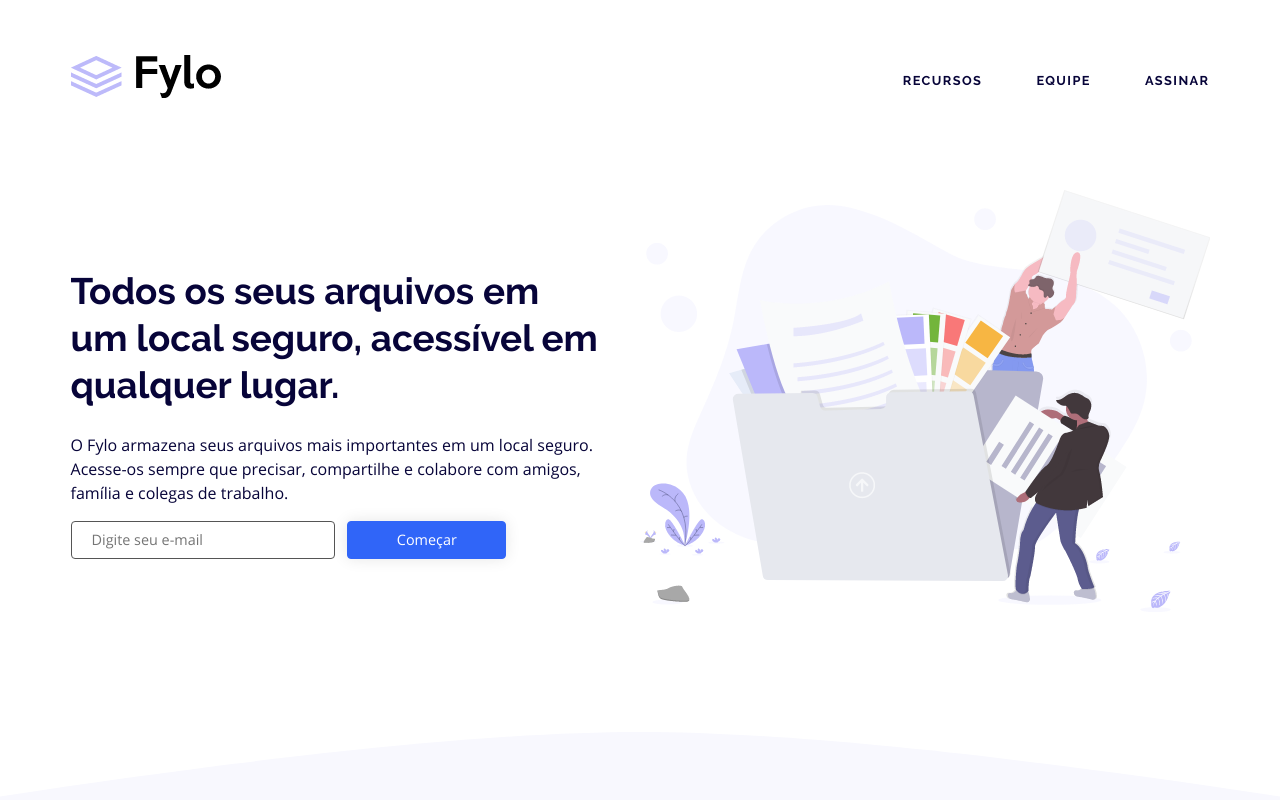 Fylo
RECURSOS
EQUIPE
ASSINAR
Todos os seus arquivos em
um local seguro, acessível em
qualquer lugar.
O Fylo armazena seus arquivos mais importantes em um local seguro.
Acesse-os sempre que precisar, compartilhe e colabore com amigos,
família e colegas de trabalho.
Digite seu e-mail
Começar